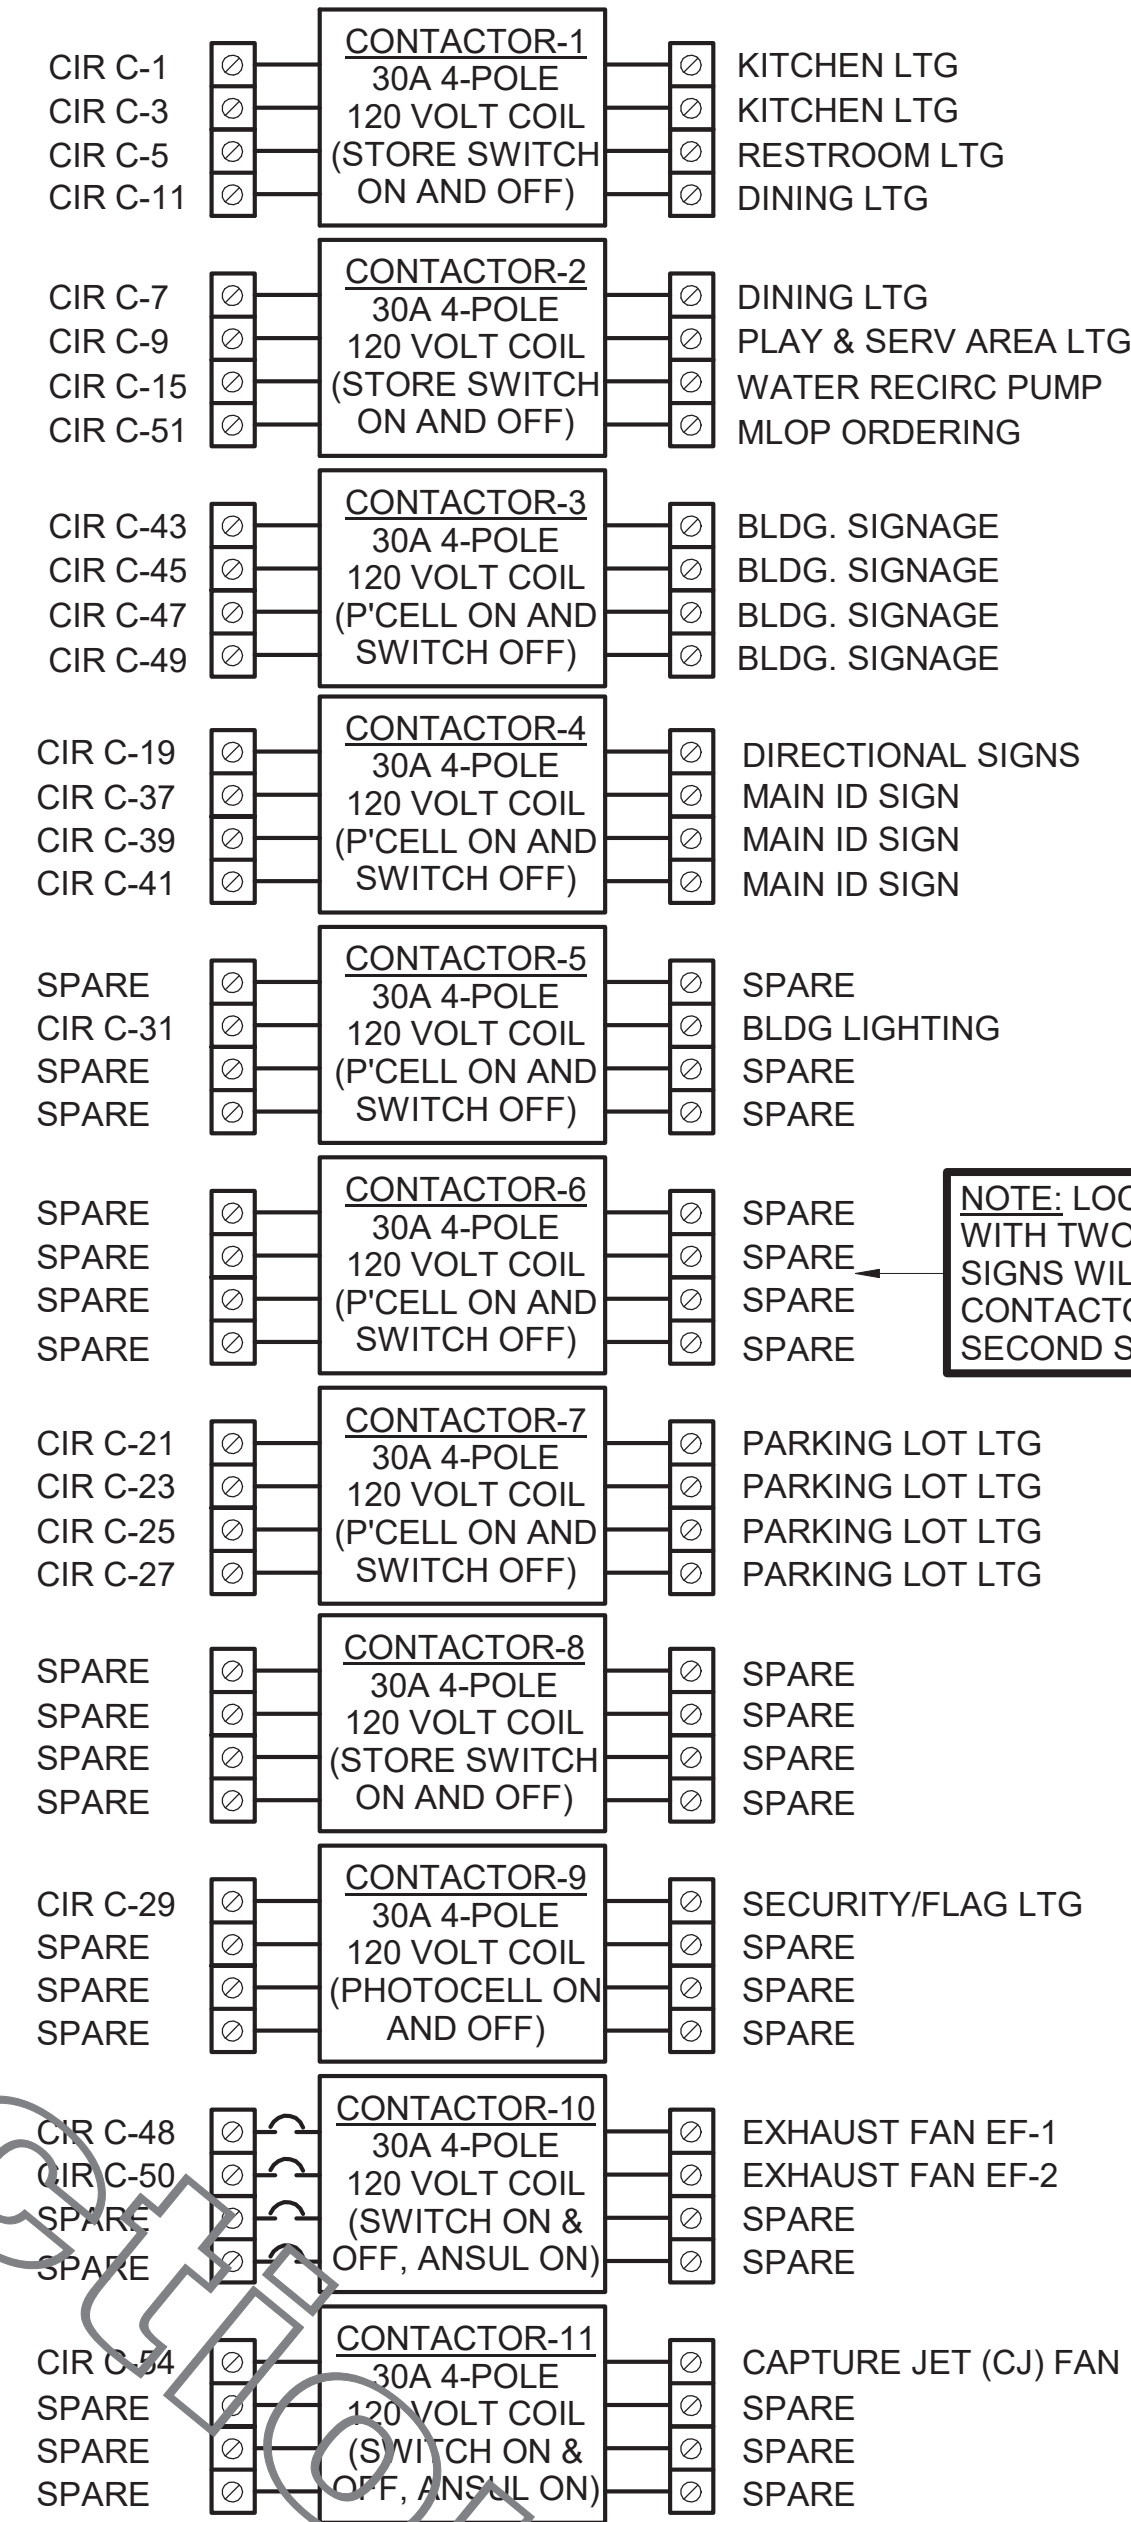 CONTACTOR-1
30A 4-POLE
120 VOLT COIL
(STORE SWITCH
ON AND OFF)
CIR C-1 KITCHEN LTG
CIR C-3 KITCHEN LTG
CIR C-5 RESTROOM LTG
CIR C-11 DINING LTG
CONTACTOR-2
30A 4-POLE
120 VOLT COIL
(STORE SWITCH
ON AND OFF)
CIR C-7 DINING LTG
CIR C-9 PLAY & SERV AREA LTG
CIR C-15 WATER RECIRC PUMP
CIR C-51 MLOP ORDERING
CONTACTOR-3
30A 4-POLE
120 VOLT COIL
(P'CELL ON AND
SWITCH OFF)
CIR C-43 BLDG. SIGNAGE
CIR C-45 BLDG. SIGNAGE
CIR C-47 BLDG. SIGNAGE
CIR C-49 BLDG. SIGNAGE
CONTACTOR-4
30A 4-POLE
120 VOLT COIL
(P'CELL ON AND
SWITCH OFF)
CIR C-19 DIRECTIONAL SIGNS
CIR C-37 MAIN ID SIGN
CIR C-39 MAIN ID SIGN
CIR C-41 MAIN ID SIGN
CONTACTOR-5
30A 4-POLE
120 VOLT COIL
(P'CELL ON AND
SWITCH OFF)
SPARE SPARE
CIR C-31 BLDG LIGHTING
SPARE SPARE
SPARE SPARE
CONTACTOR-6
30A 4-POLE
120 VOLT COIL
(P'CELL ON AND
SWITCH OFF)
SPARE SPARE
SPARE SPARE
SPARE SPARE
SPARE SPARE
NOTE:
WITH TWO
SIGNS
SECOND
CONTACTOR-7
30A 4-POLE
120 VOLT COIL
(P'CELL ON AND
SWITCH OFF)
CIR C-21 PARKING LOT LTG
CIR C-23 PARKING LOT LTG
CIR C-25 PARKING LOT LTG
CIR C-27 PARKING LOT LTG
CONTACTOR-8
30A 4-POLE
120 VOLT COIL
(STORE SWITCH
ON AND OFF)
SPARE SPARE
SPARE SPARE
SPARE SPARE
SPARE SPARE
CONTACTOR-9
30A 4-POLE
120 VOLT COIL
(PHOTOCELL ON
AND OFF)
CIR C-29 SECURITY/FLAG LTG
SPARE SPARE
SPARE SPARE
SPARE SPARE
CONTACTOR-10
30A 4-POLE
120 VOLT COIL
(SWITCH ON &
OFF, ANSUL ON)
CIR C-48 EXHAUST FAN EF-1
CIR C-50 EXHAUST FAN EF-2
SPARE SPARE
SPARE SPARE
CONTACTOR-11
30A 4-POLE
120 VOLT COIL
(SWITCH ON &
OFF, ANSUL ON)
CIR C-54 CAPTURE JET (CJ) FAN
SPARE SPARE
SPARE SPARE
SPARE SPARE